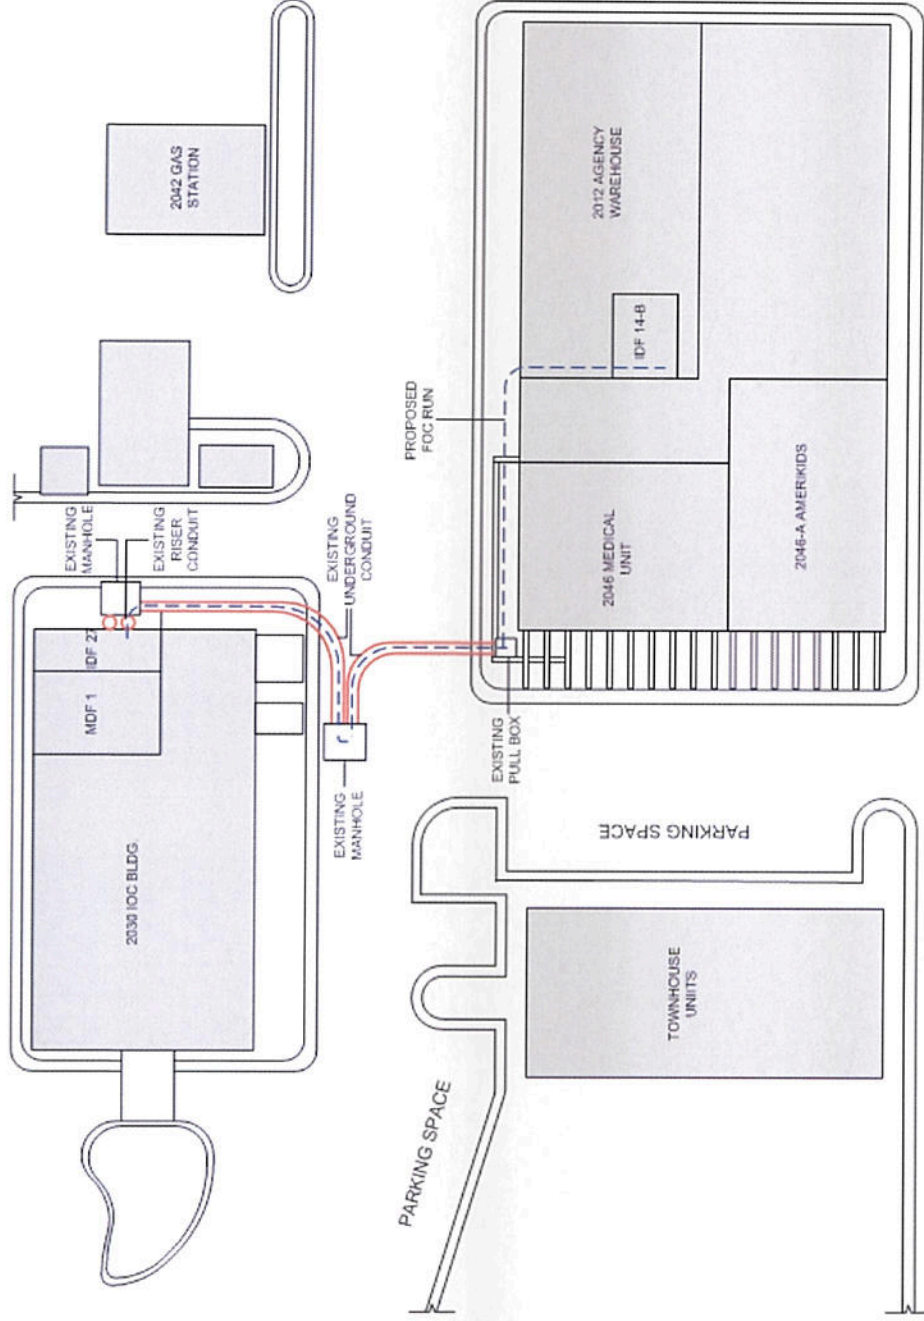 2030 IOC BLDG.
MDF 1
IDF 27
EXISTING
MANHOLE
EXISTING
RISER
CONDUIT
2042 GAS
STATION
EXISTING
MANHOLE
EXISTING
UNDERGROUND
CONDUIT
PARKING SPACE
EXISTING
PULL BOX
PROPOSED
FOC RUN
PARKING SPACE
2046 MEDICAL
UNIT
2012 AGENCY
WAREHOUSE
IDF 14-B
TOWNHOUSE
UNIITS
2046-A AMERIKIDS